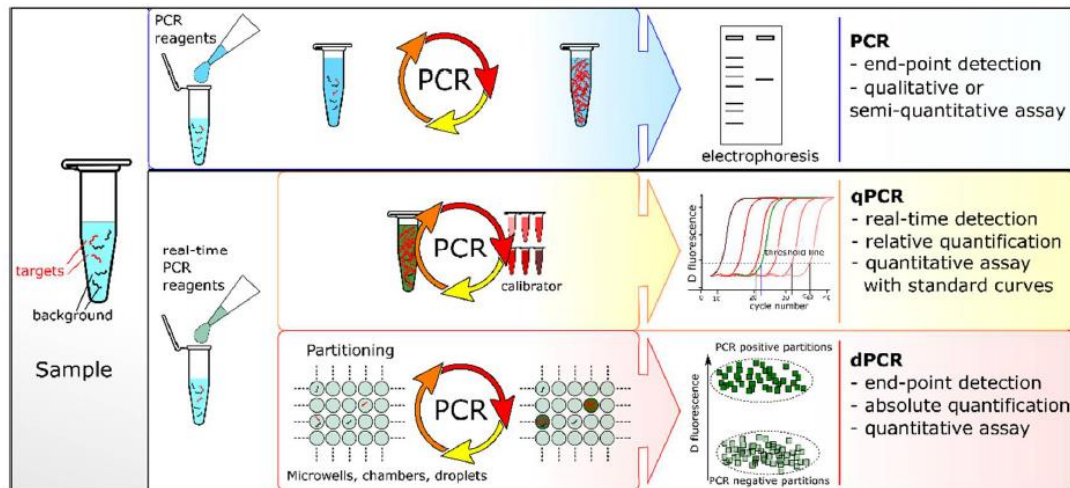 PCR
reagents
PCR
electrophoresis
PCR
- end-point detection
- qualitative or
semi-quantitative assay
targets
background
Sample
real-time
PCR
reagents
PCR
calibrator
D fluorescence
threshold line
cycle number
qPCR
- real-time detection
- relative quantification
- quantitative assay
with standard curves
Partitioning
PCR
Microwells, chambers, droplets
PCR positive partitions
D fluorescence
PCR negative partitions
dPCR
- end-point detection
- absolute quantification
- quantitative assay